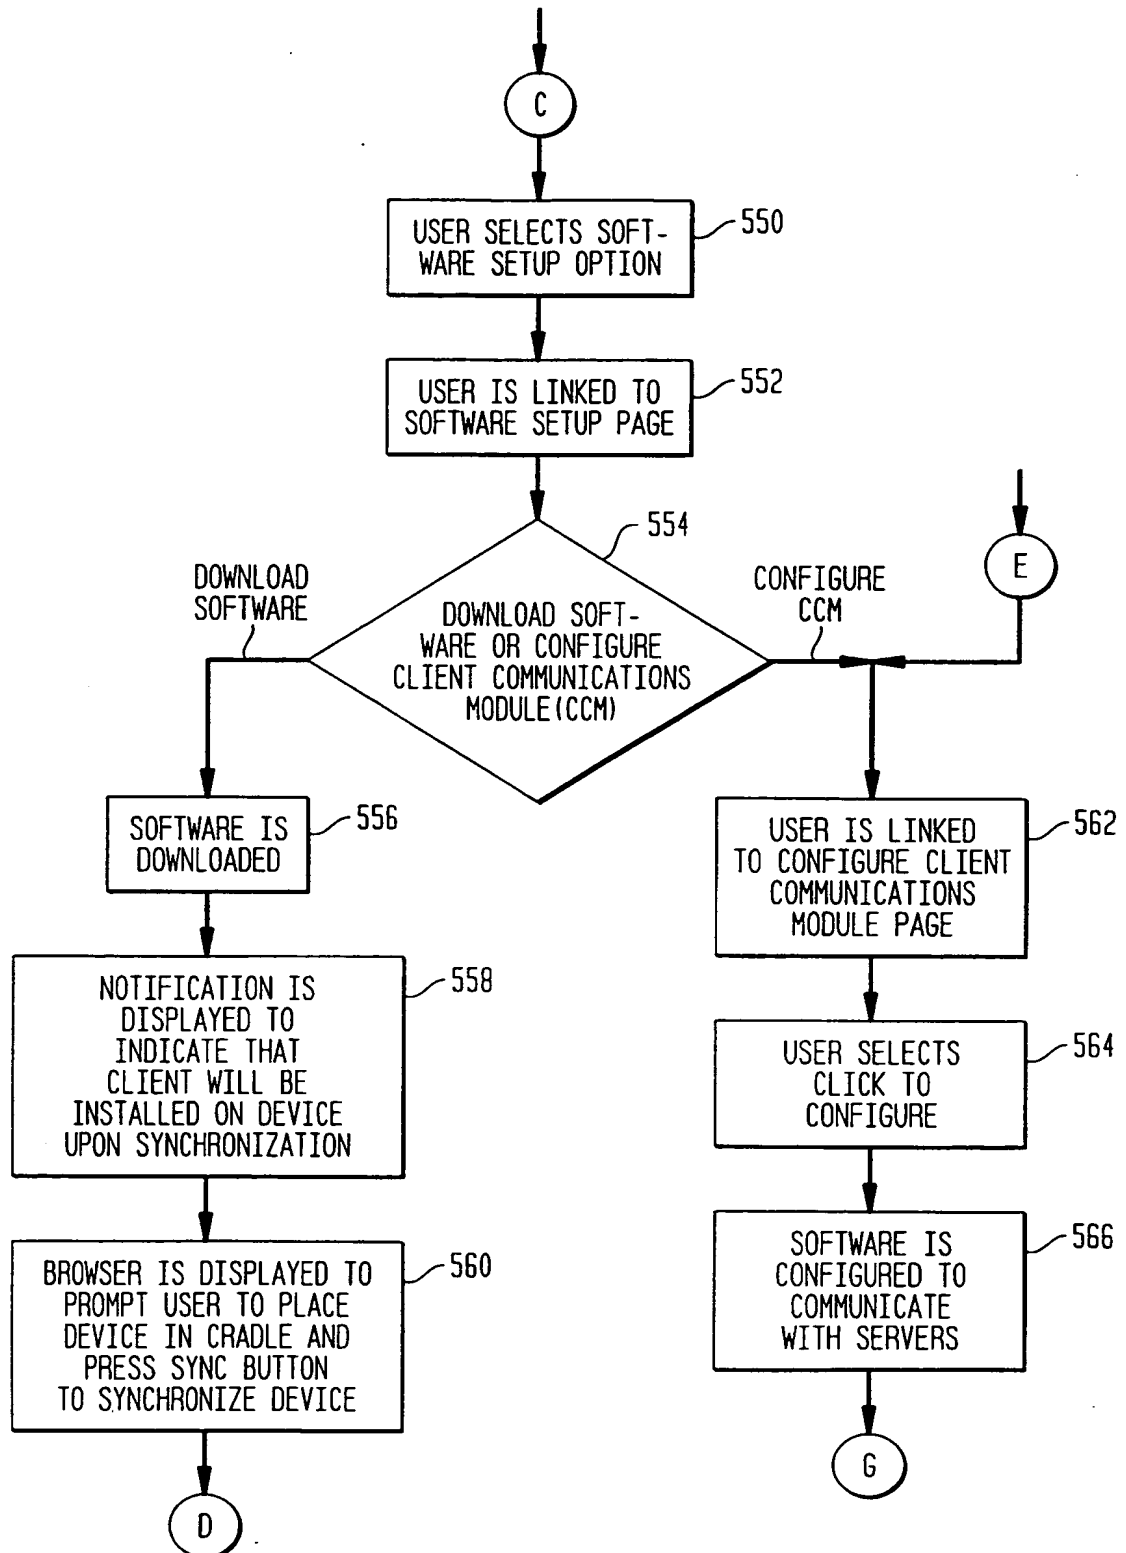 C
USER SELECTS SOFT-
WARE SETUP OPTION
550
USER IS LINKED TO
SOFTWARE SETUP PAGE
552
554
DOWNLOAD
SOFTWARE
DOWNLOAD SOFT-
WARE OR CONFIGURE
CLIENT COMMUNICATIONS
MODULE(CCM)
CONFIGURE
CCM
E
SOFTWARE IS
DOWNLOADED
556
NOTIFICATION IS
DISPLAYED TO
INDICATE THAT
CLIENT WILL BE
INSTALLED ON DEVICE
UPON SYNCHRONIZATION
558
BROWSER IS DISPLAYED TO
PROMPT USER TO PLACE
DEVICE IN CRADLE AND
PRESS SYNC BUTTON
TO SYNCHRONIZE DEVICE
560
D
USER IS LINKED
TO CONFIGURE CLIENT
COMMUNICATIONS
MODULE PAGE
562
USER SELECTS
CLICK TO
CONFIGURE
564
SOFTWARE IS
CONFIGURED TO
COMMUNICATE
WITH SERVERS
566
G